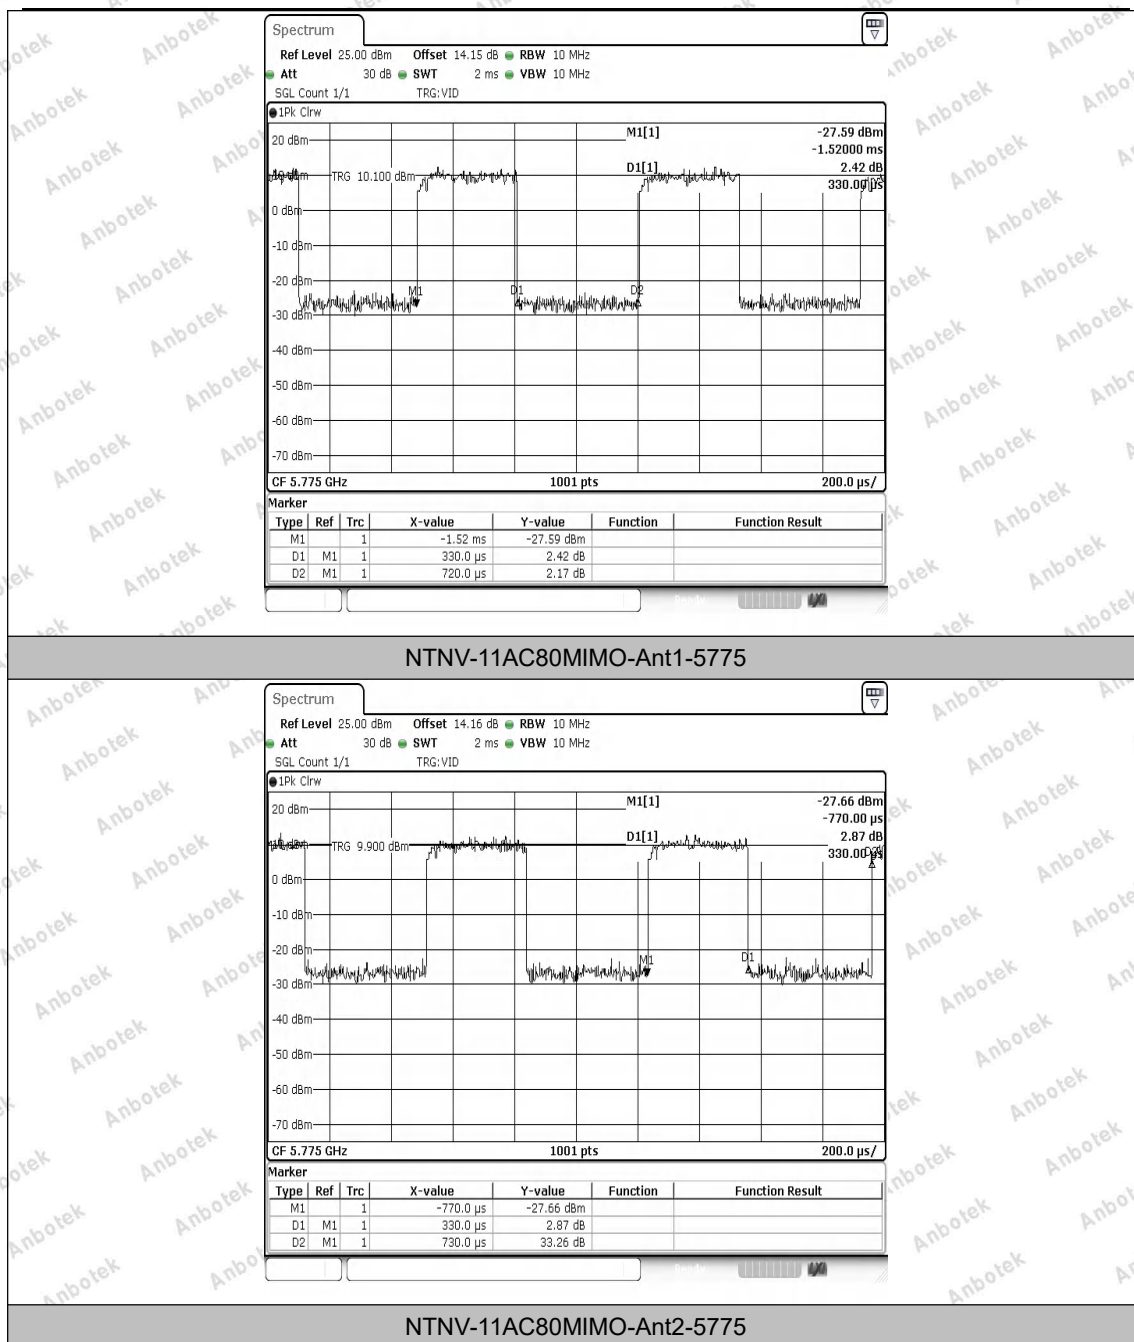 Spectrum
Ref Level 25.00 dBm Offset 14.15 dB RBW 10 MHz
Att 30 dB SWT 2 ms VBW 10 MHz
SGL Count 1/1 TRG:VID
1Pk Clrw
M1[1] -27.59 dBm
-1.52000 ms
D1[1] 2.42 dB
330.00 µs
20 dBm
TRG 10.100 dBm
0 dBm
-10 dBm
-20 dBm
M1 D1 D2
-30 dBm
-40 dBm
-50 dBm
-60 dBm
-70 dBm
CF 5.775 GHz 1001 pts 200.0 µs/
Marker
Type Ref Trc X-value Y-value Function Function Result
M1 1 -1.52 ms -27.59 dBm
D1 M1 1 330.0 µs 2.42 dB
D2 M1 1 720.0 µs 2.17 dB
NTNV-11AC80MIMO-Ant1-5775
Spectrum
Ref Level 25.00 dBm Offset 14.16 dB RBW 10 MHz
Att 30 dB SWT 2 ms VBW 10 MHz
SGL Count 1/1 TRG:VID
1Pk Clrw
M1[1] -27.66 dBm
-770.00 µs
D1[1] 2.87 dB
330.00 µs
20 dBm
TRG 9.900 dBm
0 dBm
-10 dBm
-20 dBm
M1 D1
-30 dBm
-40 dBm
-50 dBm
-60 dBm
-70 dBm
CF 5.775 GHz 1001 pts 200.0 µs/
Marker
Type Ref Trc X-value Y-value Function Function Result
M1 1 -770.0 µs -27.66 dBm
D1 M1 1 330.0 µs 2.87 dB
D2 M1 1 730.0 µs 33.26 dB
NTNV-11AC80MIMO-Ant2-5775
Anbotek